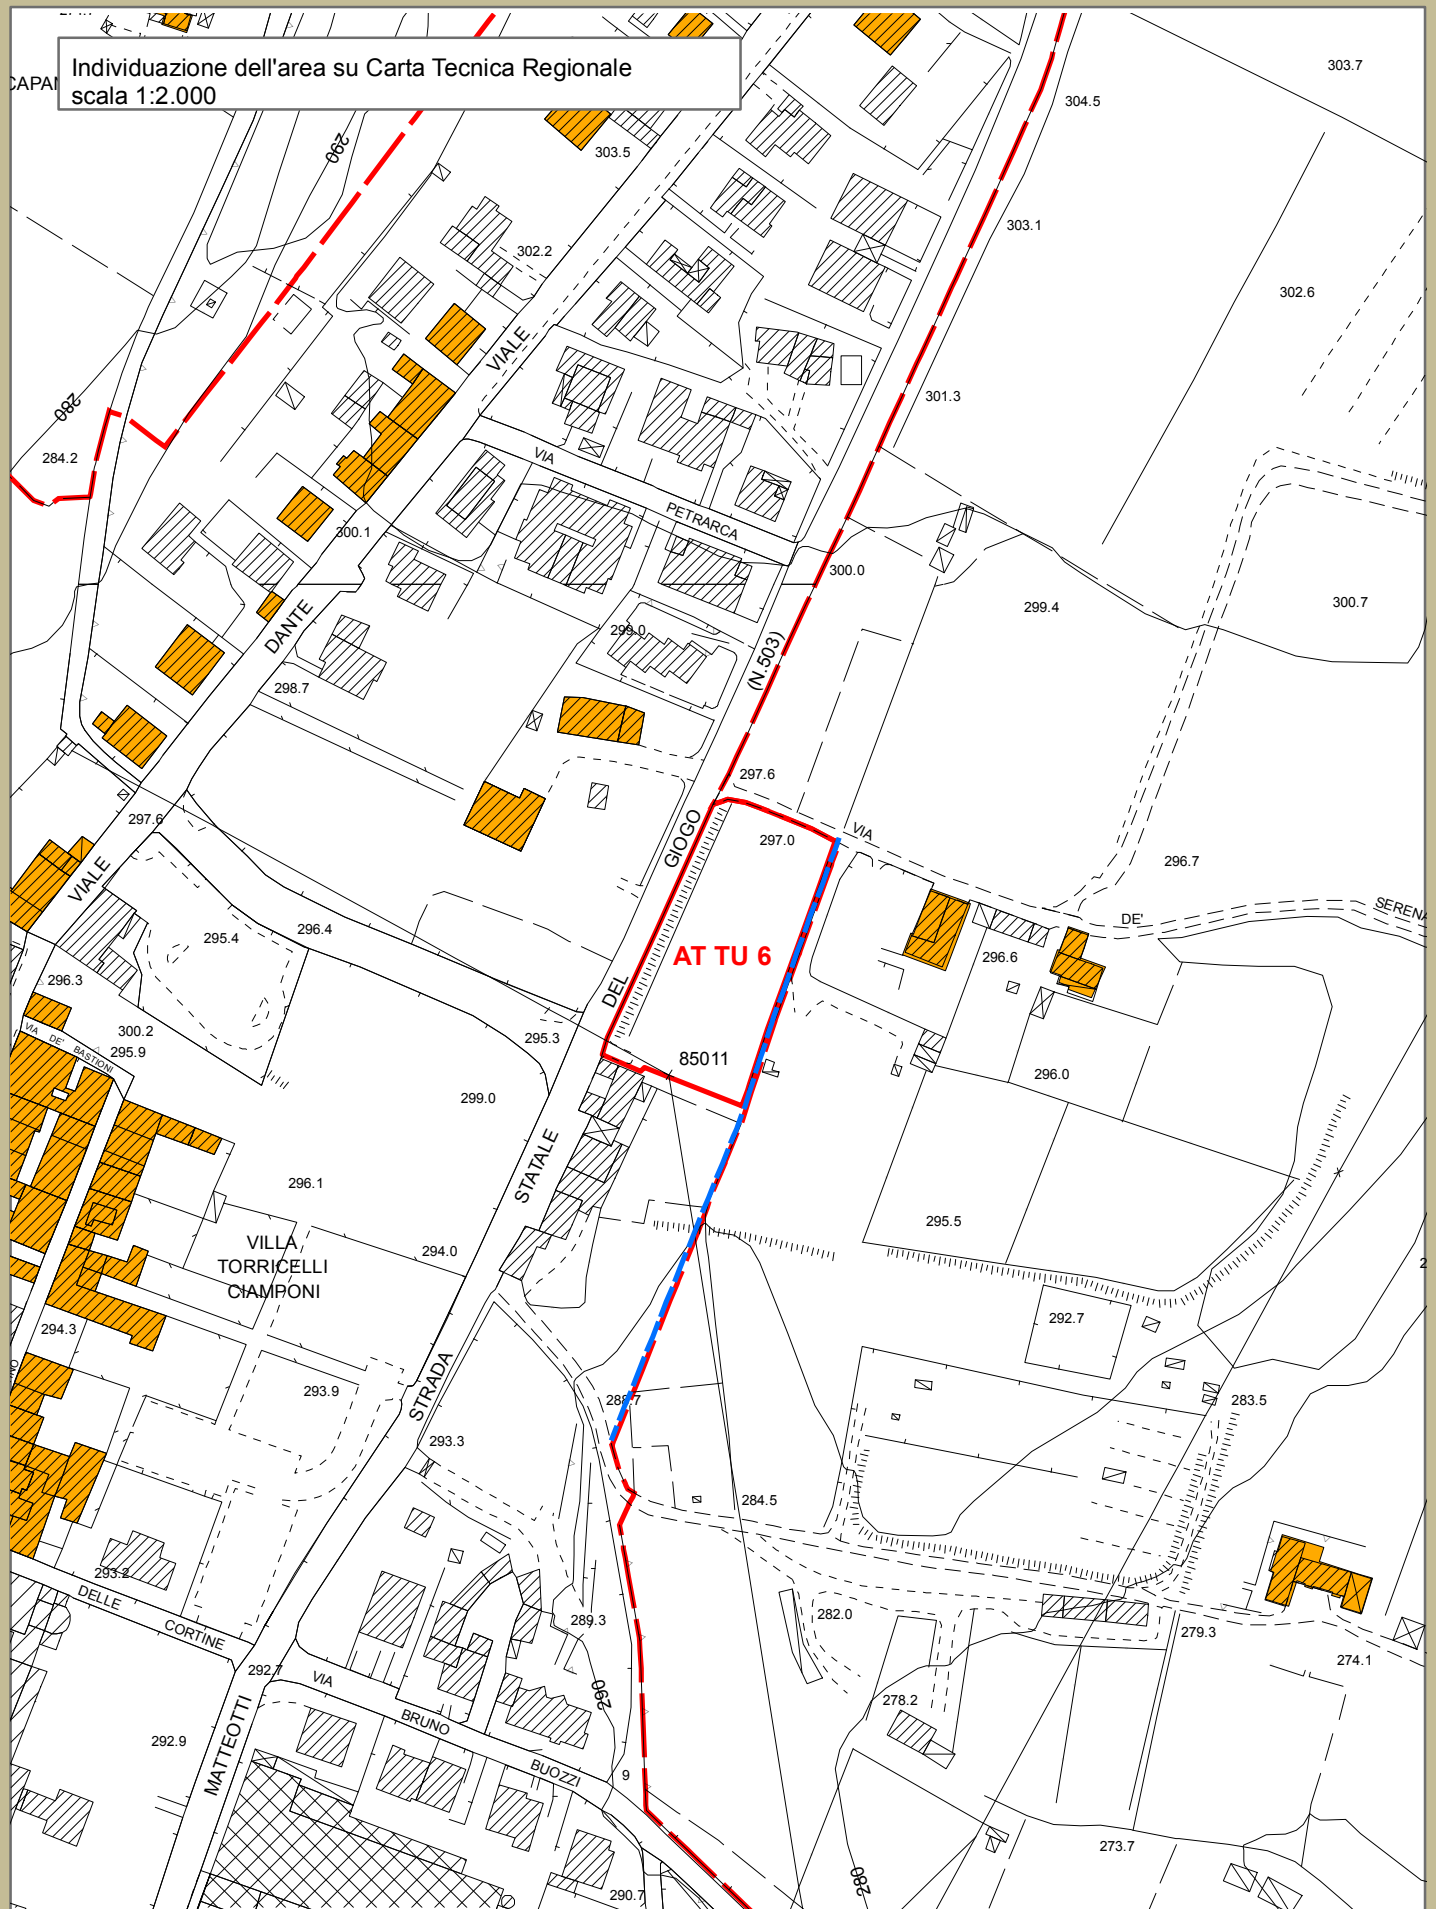 Individuazione dell'area su Carta Tecnica Regionale
scala 1:2.000
303.7
304.5
290
303.5
303.1
302.2
302.6
VIALE
301.3
280
284.2
VIA
PETRARCA
300.1
300.0
299.4
300.7
DANTE
299.0
(N.503)
298.7
297.6
297.6
GIOGO
297.0
VIA
296.7
VIALE
SERENA
DE'
296.4
295.4
AT TU 6
296.6
296.3
DEL
300.2
295.3
VIA DE' BASTIONI
295.9
85011
296.0
299.0
STATALE
296.1
295.5
VILLA
TORRICELLI
CIAMPONI
294.0
292.7
294.3
STRADA
293.9
288.7
283.5
293.3
284.5
293.2
DELLE
CORTINE
289.3
282.0
279.3
274.1
292.7
VIA
290
278.2
BRUNO
MATTEOTTI
292.9
BUOZZI
9
273.7
280
290.7